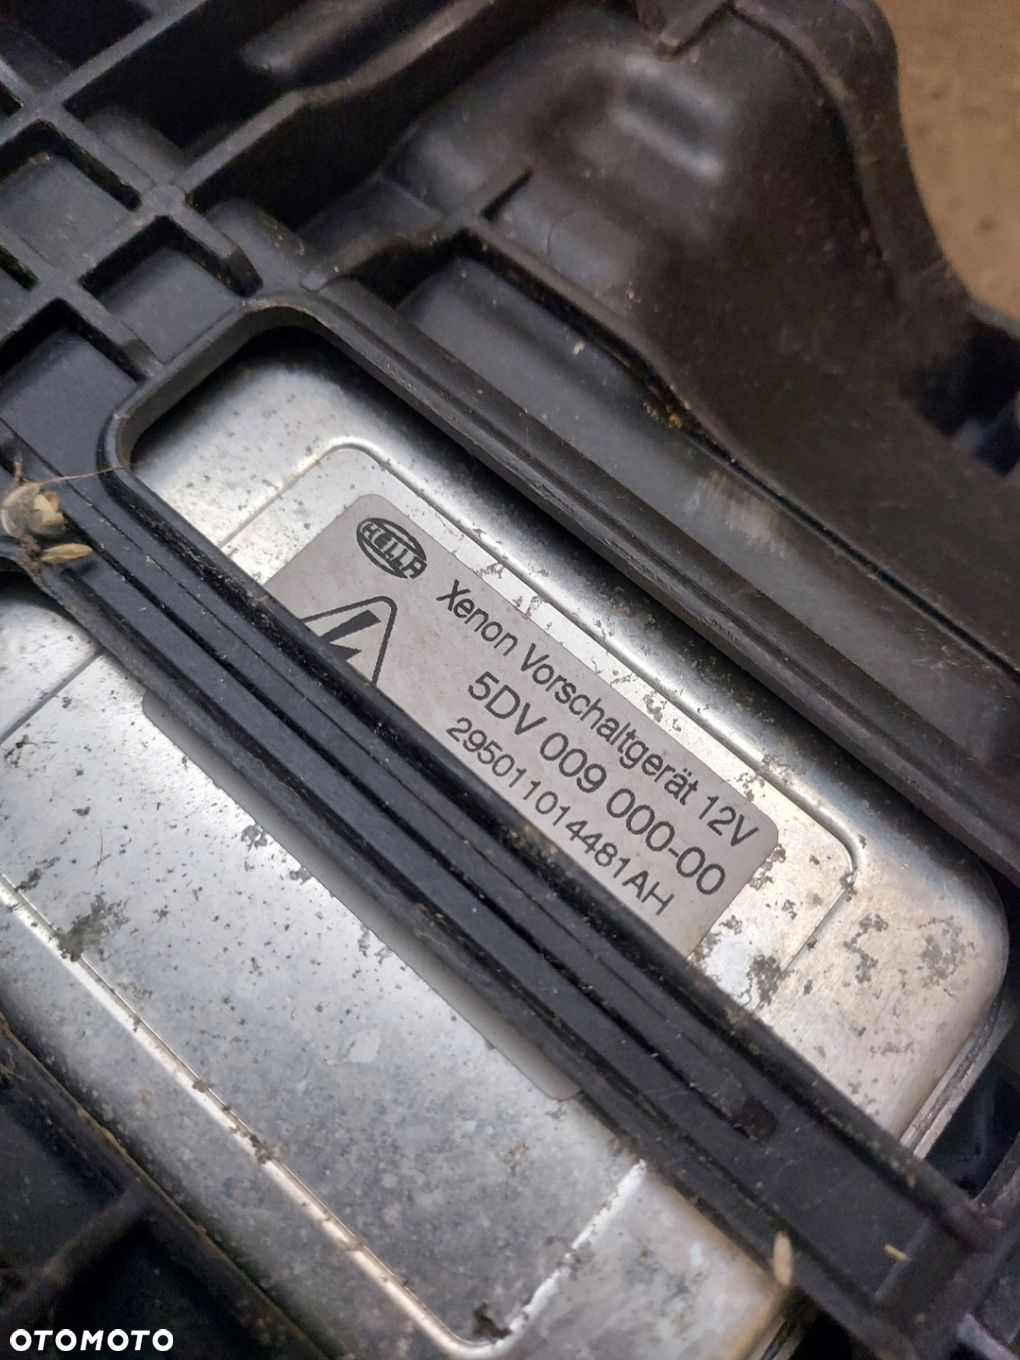 HELLA
Xenon Vorschaltgerät 12V
5DV 009 000-00
295011014481AH
OTOMOTO